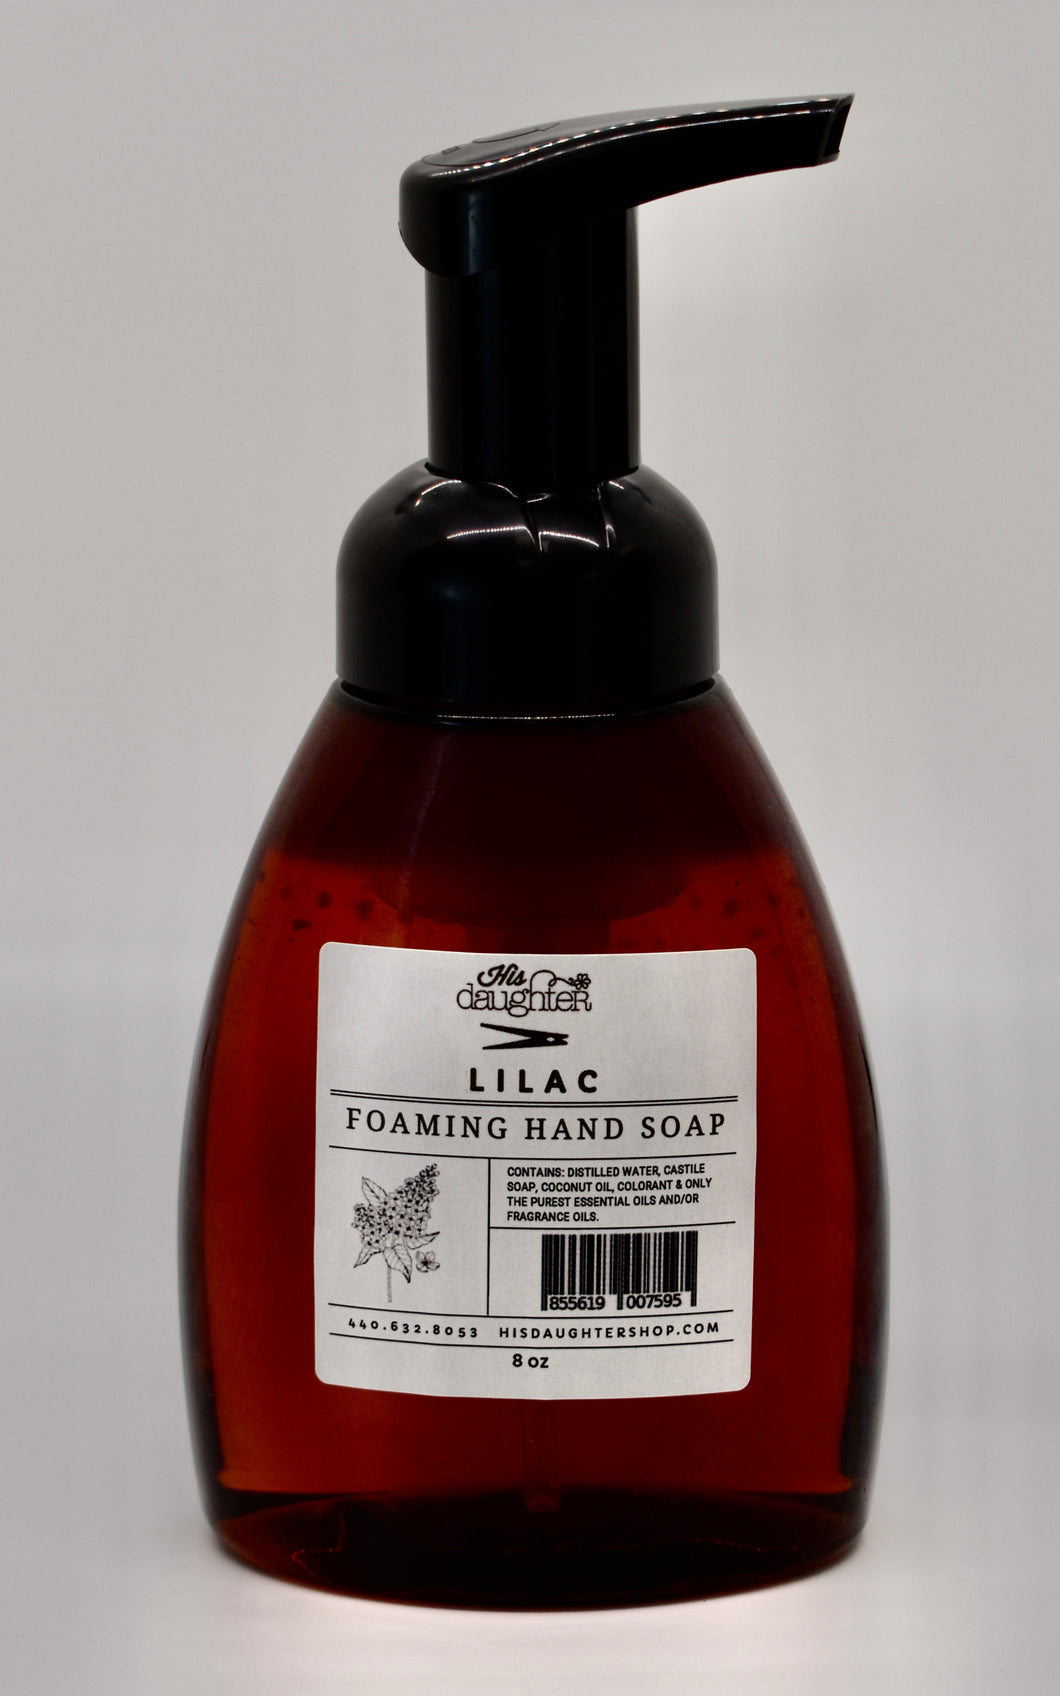 His
daughter
LILAC
FOAMING HAND SOAP
CONTAINS: DISTILLED WATER, CASTILE
SOAP, COCONUT OIL, COLORANT & ONLY
THE PUREST ESSENTIAL OILS AND/OR
FRAGRANCE OILS.
855619 007595
440.632.8053 HISDAUGHTERSHOP.COM
8 oz